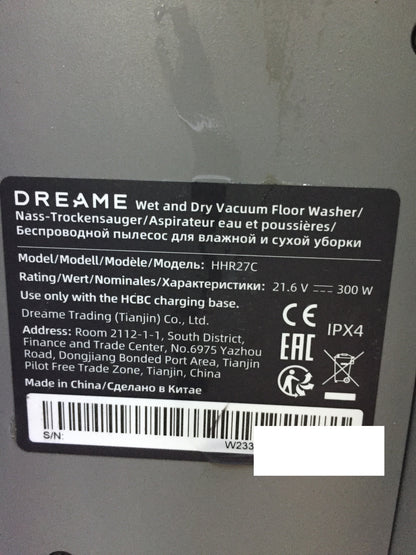 DREAME Wet and Dry Vacuum Floor Washer/
Nass-Trockensauger/Aspirateur eau et poussières/
Беспроводной пылесос для влажной и сухой уборки
Model/Modell/Modèle/Модель: HHR27C
Rating/Wert/Nominales/Характеристики: 21.6 V ⎓ 300 W
Use only with the HCBC charging base.
Dreame Trading (Tianjin) Co., Ltd.
Address: Room 2112-1-1, South District,
Finance and Trade Center, No.6975 Yazhou
Road, Dongjiang Bonded Port Area, Tianjin
Pilot Free Trade Zone, Tianjin, China
Made in China/Сделано в Китае
CE IPX4
EAC
S/N: W233